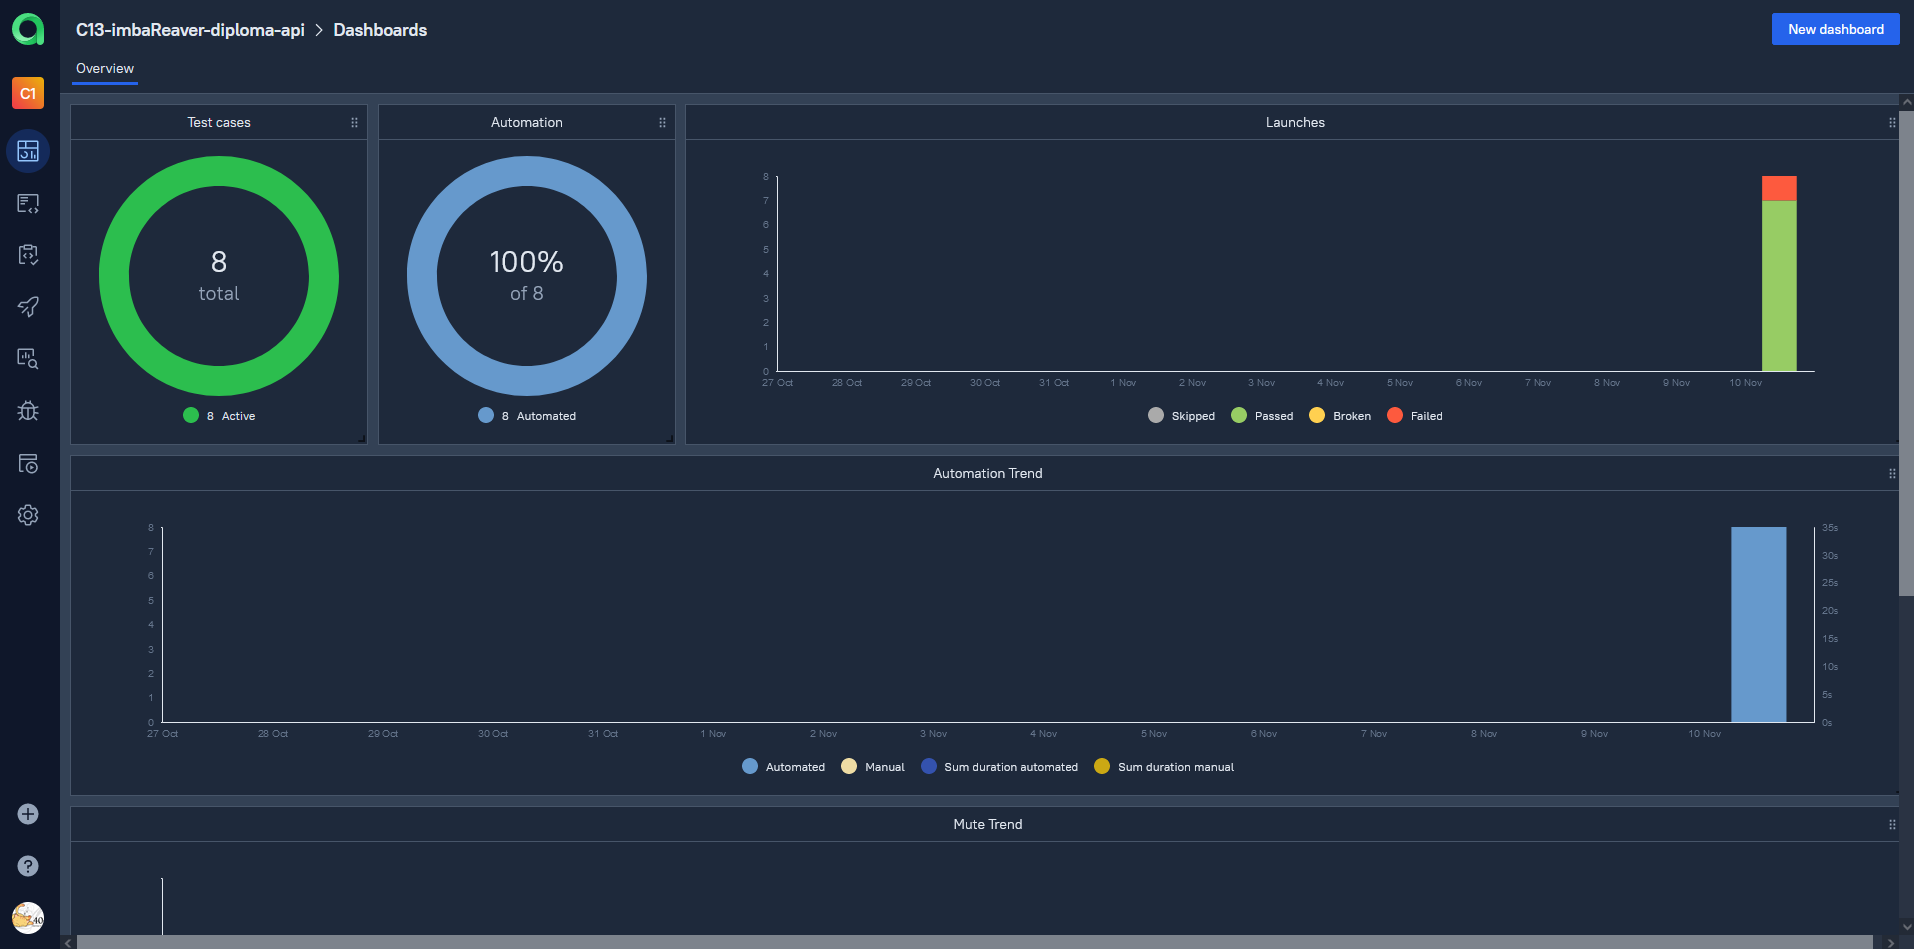 C13-imbaReaver-diploma-api > Dashboards
New dashboard
Overview
C1
Test cases
8
total
8 Active
Automation
100%
of 8
8 Automated
Launches
8
7
6
5
4
3
2
1
0
27 Oct 28 Oct 29 Oct 30 Oct 31 Oct 1 Nov 2 Nov 3 Nov 4 Nov 5 Nov 6 Nov 7 Nov 8 Nov 9 Nov 10 Nov
Skipped Passed Broken Failed
Automation Trend
8
7
6
5
4
3
2
1
0
35s
30s
25s
20s
15s
10s
5s
0s
27 Oct 28 Oct 29 Oct 30 Oct 31 Oct 1 Nov 2 Nov 3 Nov 4 Nov 5 Nov 6 Nov 7 Nov 8 Nov 9 Nov 10 Nov
Automated Manual Sum duration automated Sum duration manual
Mute Trend
40